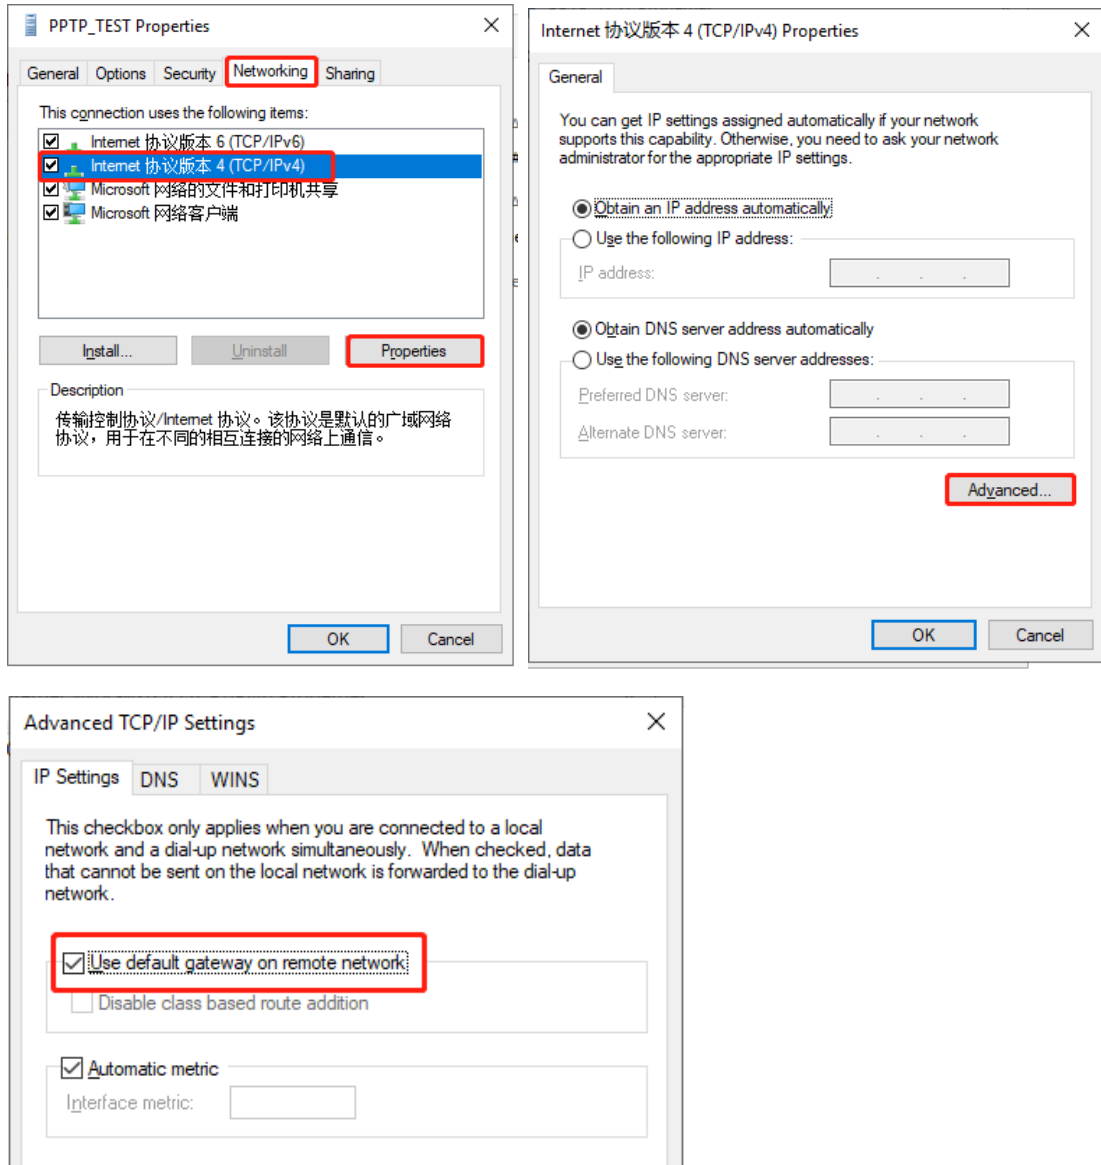 PPTP_TEST Properties
General Options Security Networking Sharing
This connection uses the following items:
Internet 协议版本 6 (TCP/IPv6)
Internet 协议版本 4 (TCP/IPv4)
Microsoft 网络的文件和打印机共享
Microsoft 网络客户端
Install... Uninstall Properties
Description
传输控制协议/Internet 协议。该协议是默认的广域网络
协议，用于在不同的相互连接的网络上通信。
OK Cancel
Internet 协议版本 4 (TCP/IPv4) Properties
General
You can get IP settings assigned automatically if your network
supports this capability. Otherwise, you need to ask your network
administrator for the appropriate IP settings.
Obtain an IP address automatically
Use the following IP address:
IP address:
Obtain DNS server address automatically
Use the following DNS server addresses:
Preferred DNS server:
Alternate DNS server:
Advanced...
OK Cancel
Advanced TCP/IP Settings
IP Settings DNS WINS
This checkbox only applies when you are connected to a local
network and a dial-up network simultaneously. When checked, data
that cannot be sent on the local network is forwarded to the dial-up
network.
Use default gateway on remote network
Disable class based route addition
Automatic metric
Interface metric: